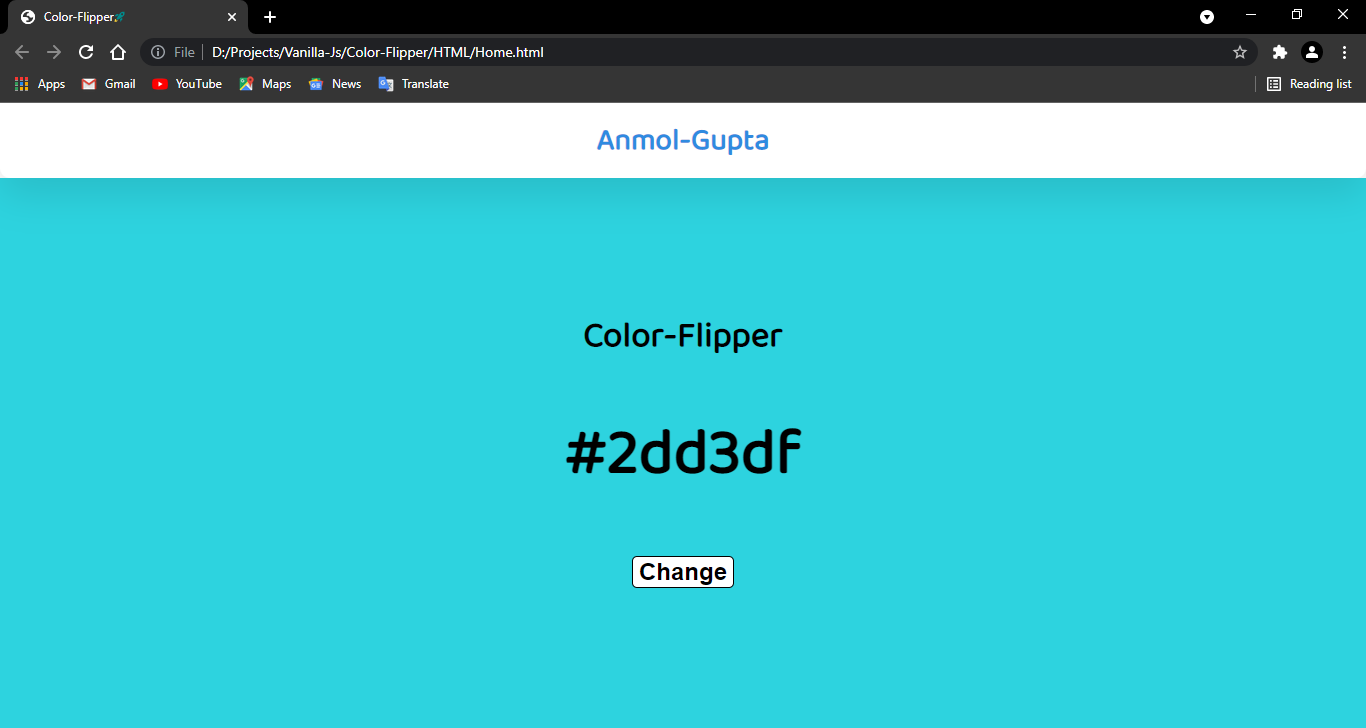 Color-Flipper🚀
File D:/Projects/Vanilla-Js/Color-Flipper/HTML/Home.html
Apps Gmail YouTube Maps News Translate Reading list
Anmol-Gupta
Color-Flipper
#2dd3df
Change